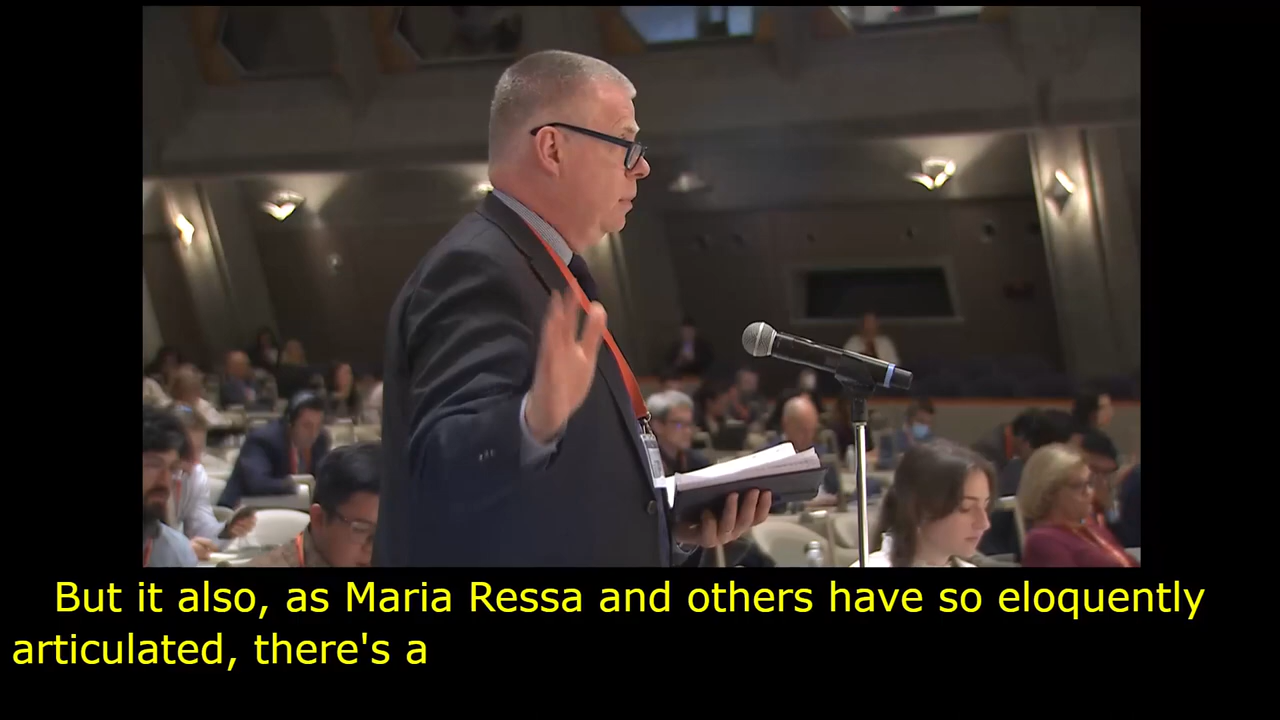 But it also, as Maria Ressa and others have so eloquently
articulated, there's a